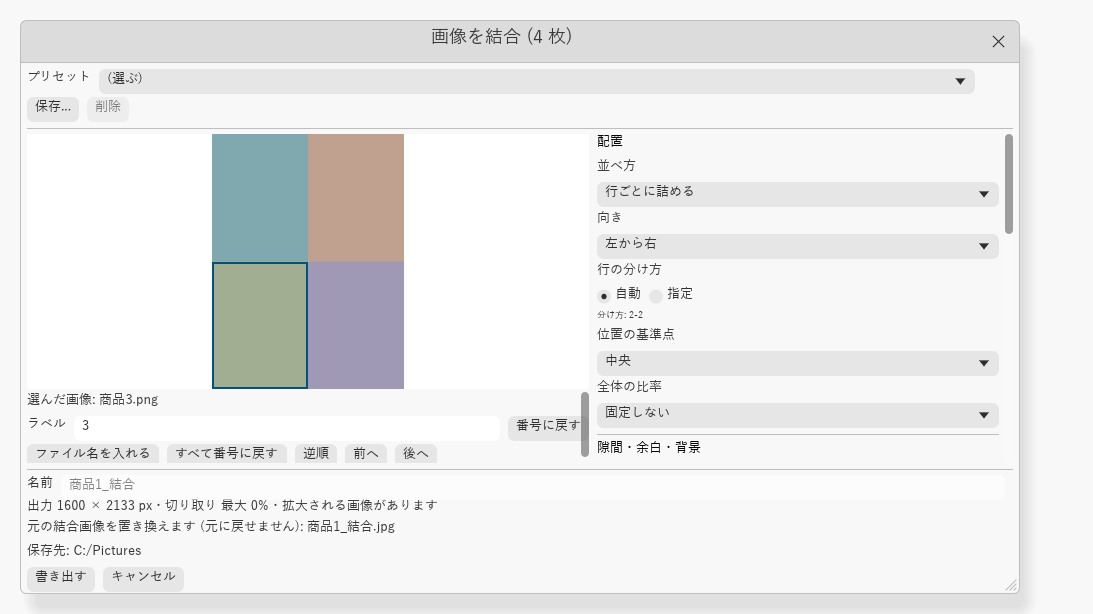 画像を結合 (4 枚)
プリセット (選ぶ)
保存... 削除
配置
並べ方
行ごとに詰める
向き
左から右
行の分け方
自動 指定
分け方: 2-2
位置の基準点
中央
全体の比率
固定しない
隙間・余白・背景
選んだ画像: 商品3.png
ラベル 3 番号に戻す
ファイル名を入れる すべて番号に戻す 逆順 前へ 後へ
名前 商品1_結合
出力 1600 × 2133 px・切り取り 最大 0%・拡大される画像があります
元の結合画像を置き換えます (元に戻せません): 商品1_結合.jpg
保存先: C:/Pictures
書き出す キャンセル